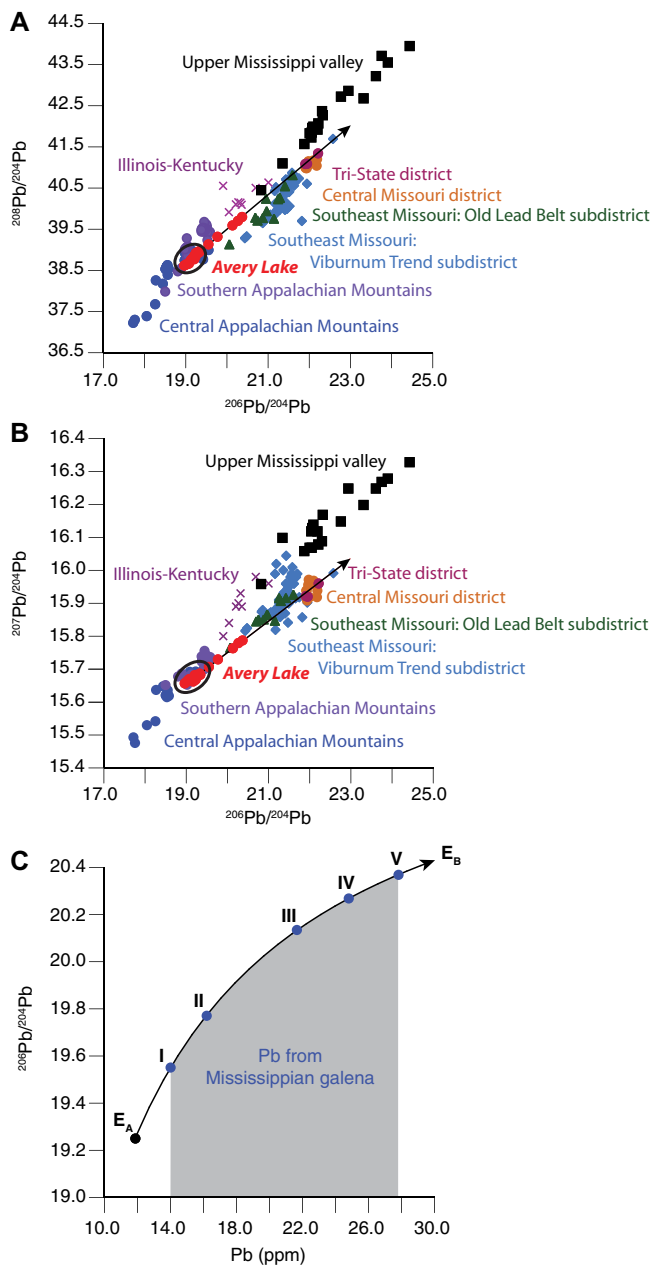 A
44.5
43.5
42.5
41.5
40.5
39.5
38.5
37.5
36.5
208Pb/204Pb
Upper Mississippi valley
Illinois-Kentucky
Tri-State district
Central Missouri district
Southeast Missouri: Old Lead Belt subdistrict
Southeast Missouri:
Viburnum Trend subdistrict
Avery Lake
Southern Appalachian Mountains
Central Appalachian Mountains
17.0 19.0 21.0 23.0 25.0
206Pb/204Pb
B
16.4
16.3
16.2
16.1
16.0
15.9
15.8
15.7
15.6
15.5
15.4
207Pb/204Pb
Upper Mississippi valley
Illinois-Kentucky
Tri-State district
Central Missouri district
Southeast Missouri: Old Lead Belt subdistrict
Southeast Missouri:
Viburnum Trend subdistrict
Avery Lake
Southern Appalachian Mountains
Central Appalachian Mountains
17.0 19.0 21.0 23.0 25.0
206Pb/204Pb
C
20.4
20.4
20.0
19.8
19.6
19.4
19.2
19.0
206Pb/204Pb
EA
I
II
III
IV
V
EB
Pb from
Mississippian galena
10.0 14.0 18.0 22.0 26.0 30.0
Pb (ppm)